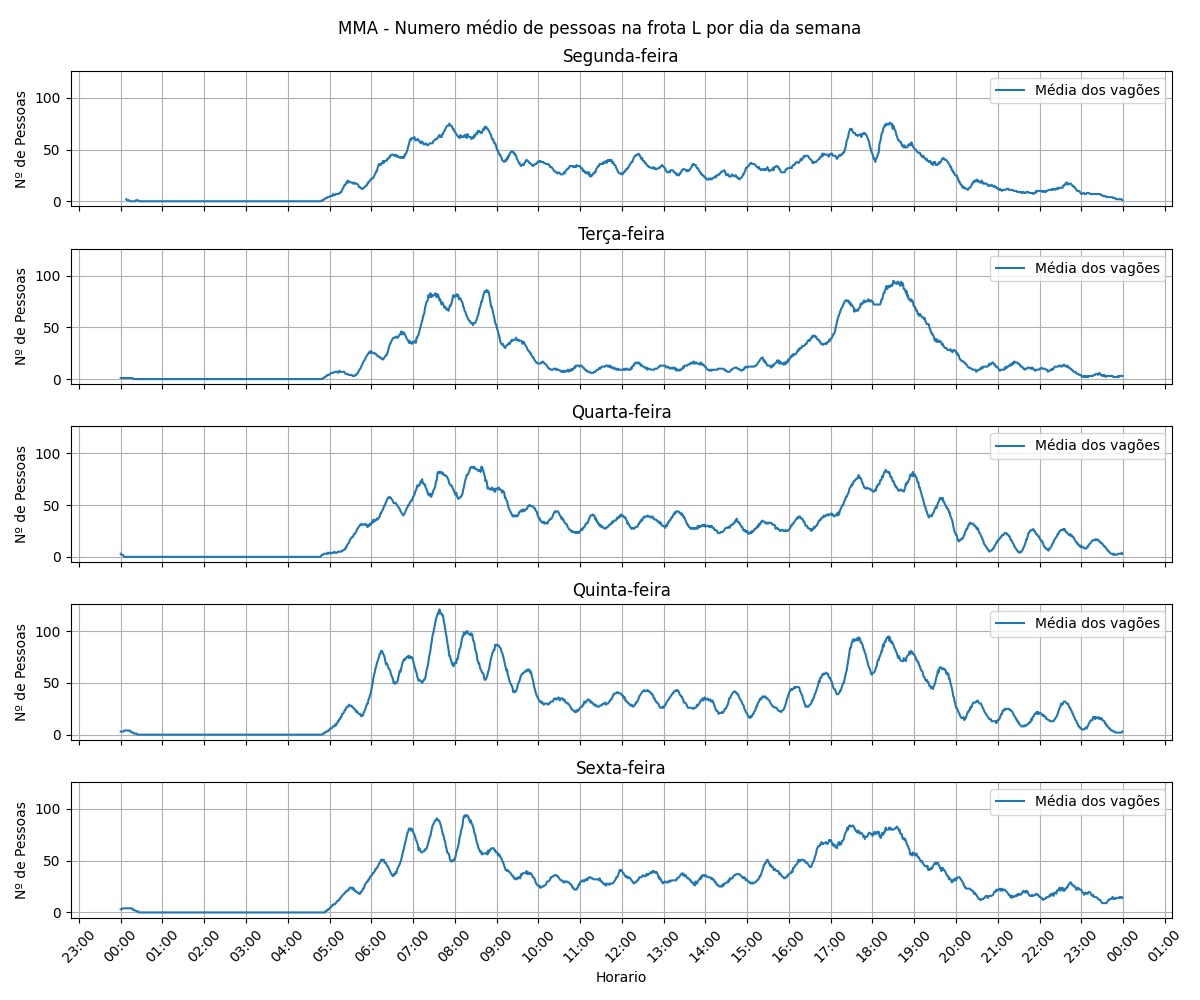 MMA - Numero médio de pessoas na frota L por dia da semana
Segunda-feira
Média dos vagões
Nº de Pessoas
100
50
0
Terça-feira
Média dos vagões
Nº de Pessoas
100
50
0
Quarta-feira
Média dos vagões
Nº de Pessoas
100
50
0
Quinta-feira
Média dos vagões
Nº de Pessoas
100
50
0
Sexta-feira
Média dos vagões
Nº de Pessoas
100
50
0
23:00 00:00 01:00 02:00 03:00 04:00 05:00 06:00 07:00 08:00 09:00 10:00 11:00 12:00 13:00 14:00 15:00 16:00 17:00 18:00 19:00 20:00 21:00 22:00 23:00 00:00 01:00
Horario